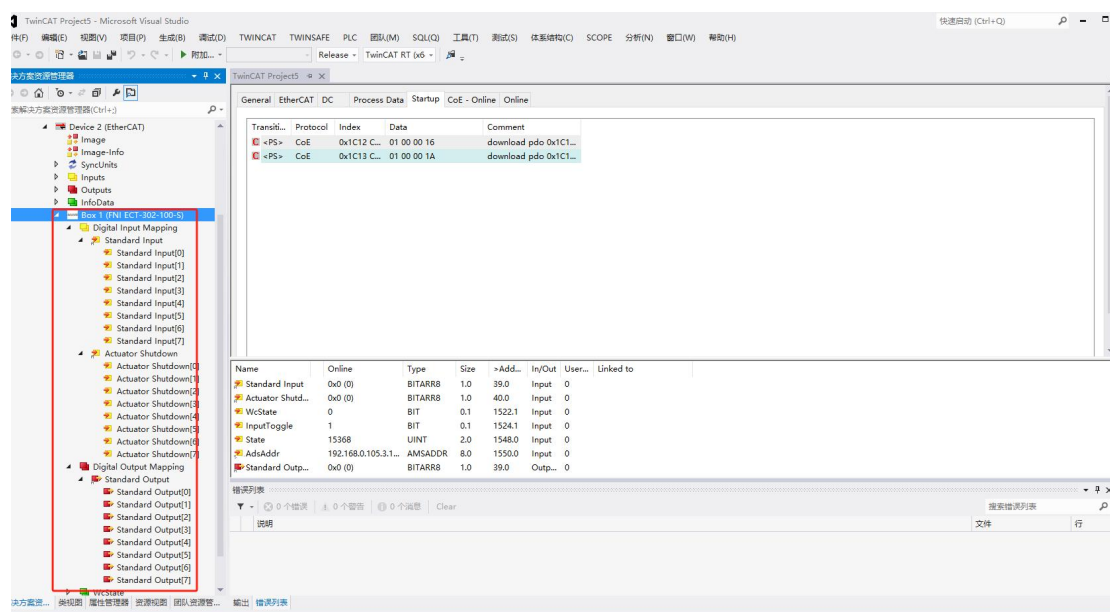 TwinCAT Project5 - Microsoft Visual Studio
快速启动 (Ctrl+Q)
件(F) 编辑(E) 视图(V) 项目(P) 生成(B) 调试(D) TWINCAT TWINSAFE PLC 团队(M) SQL(Q) 工具(T) 测试(S) 体系结构(C) SCOPE 分析(N) 窗口(W) 帮助(H)
附加... Release TwinCAT RT (x6
决方案资源管理器
TwinCAT Project5
索解决方案资源管理器(Ctrl+;)
Device 2 (EtherCAT)
Image
Image-Info
SyncUnits
Inputs
Outputs
InfoData
Box 1 (FNI ECT-302-100-S)
Digital Input Mapping
Standard Input
Standard Input[0]
Standard Input[1]
Standard Input[2]
Standard Input[3]
Standard Input[4]
Standard Input[5]
Standard Input[6]
Standard Input[7]
Actuator Shutdown
Actuator Shutdown[0]
Actuator Shutdown[1]
Actuator Shutdown[2]
Actuator Shutdown[3]
Actuator Shutdown[4]
Actuator Shutdown[5]
Actuator Shutdown[6]
Actuator Shutdown[7]
Digital Output Mapping
Standard Output
Standard Output[0]
Standard Output[1]
Standard Output[2]
Standard Output[3]
Standard Output[4]
Standard Output[5]
Standard Output[6]
Standard Output[7]
WcState
决方案资... 类视图 属性管理器 资源视图 团队资源管...
General EtherCAT DC Process Data Startup CoE - Online Online
Transiti... Protocol Index Data Comment
C <PS> CoE 0x1C12 C... 01 00 00 16 download pdo 0x1C1...
C <PS> CoE 0x1C13 C... 01 00 00 1A download pdo 0x1C1...
Name Online Type Size >Add... In/Out User... Linked to
Standard Input 0x0 (0) BITARR8 1.0 39.0 Input 0
Actuator Shutd... 0x0 (0) BITARR8 1.0 40.0 Input 0
WcState 0 BIT 0.1 1522.1 Input 0
InputToggle 1 BIT 0.1 1524.1 Input 0
State 15368 UINT 2.0 1548.0 Input 0
AdsAddr 192.168.0.105.3.1... AMSADDR 8.0 1550.0 Input 0
Standard Outp... 0x0 (0) BITARR8 1.0 39.0 Outp... 0
错误列表
0 个错误 0 个警告 0 个消息 Clear 搜索错误列表
说明 文件 行
输出 错误列表